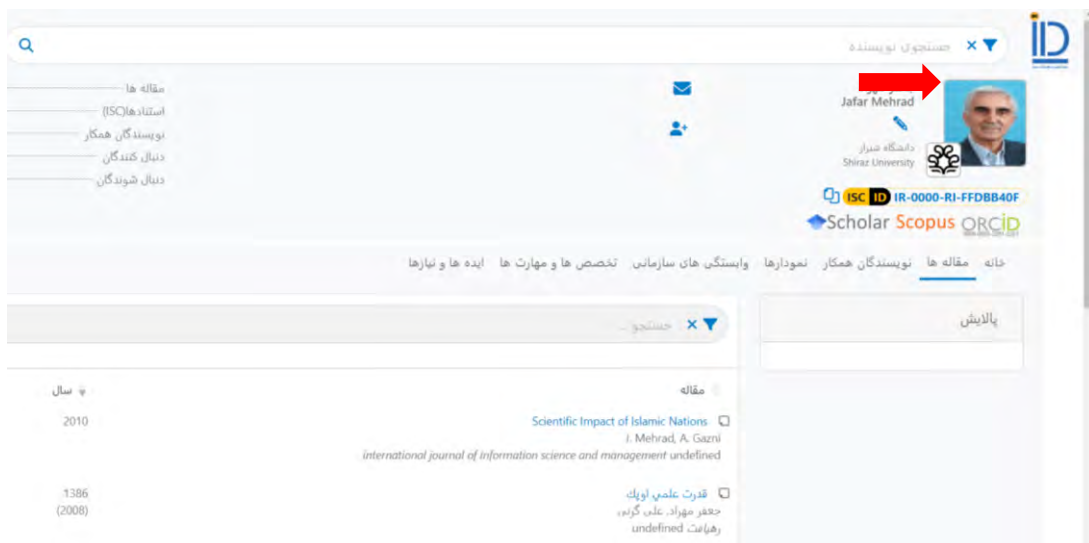 جستجوی نویسنده
Jafar Mehrad
دانشگاه شیراز
Shiraz University
ISC ID IR-0000-RI-FFDBB40F
Scholar Scopus ORCID
مقاله ها
استنادها(ISC)
نویسندگان همکار
دنبال کنندگان
دنبال شوندگان
خانه مقاله ها نویسندگان همکار نمودارها وابستگی های سازمانی تخصص ها و مهارت ها ایده ها و نیازها
پالایش
جستجو ..
مقاله سال
Scientific Impact of Islamic Nations 2010
J. Mehrad, A. Gazni
international journal of information science and management undefined
قدرت علمي اوپك 1386
جعفر مهراد, علی گزنی (2008)
رهیافت undefined